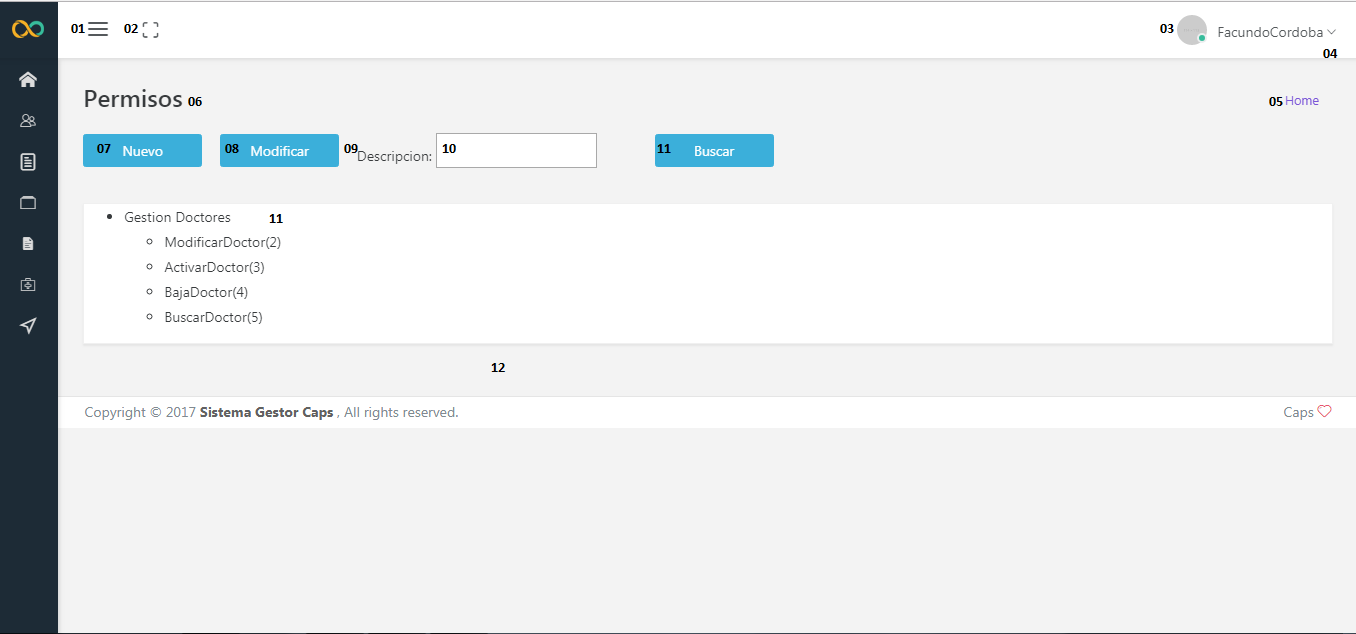 01 02 03 FacundoCordoba
04
Permisos 06 05 Home
07 Nuevo 08 Modificar 09 Descripcion: 10 11 Buscar
Gestion Doctores 11
ModificarDoctor(2)
ActivarDoctor(3)
BajaDoctor(4)
BuscarDoctor(5)
12
Copyright © 2017 Sistema Gestor Caps , All rights reserved. Caps